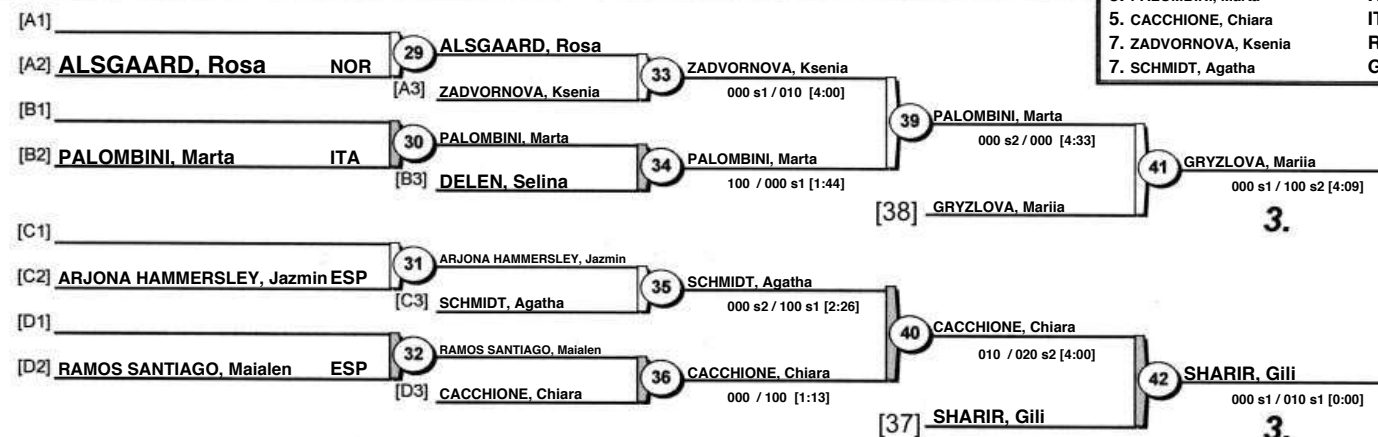 5. CACCHIONE, Chiara
7. ZADVORNOVA, Ksenia
7. SCHMIDT, Agatha
[A1]
[A2] ALSGAARD, Rosa NOR
29
ALSGAARD, Rosa
[A3] ZADVORNOVA, Ksenia
33
ZADVORNOVA, Ksenia
000 s1 / 010 [4:00]
[B1]
[B2] PALOMBINI, Marta ITA
30
PALOMBINI, Marta
[B3] DELEN, Selina
34
PALOMBINI, Marta
100 / 000 s1 [1:44]
39
PALOMBINI, Marta
000 s2 / 000 [4:33]
[38] GRYZLOVA, Mariia
41
GRYZLOVA, Mariia
000 s1 / 100 s2 [4:09]
3.
[C1]
[C2] ARJONA HAMMERSLEY, Jazmin ESP
31
ARJONA HAMMERSLEY, Jazmin
[C3] SCHMIDT, Agatha
35
SCHMIDT, Agatha
000 s2 / 100 s1 [2:26]
[D1]
[D2] RAMOS SANTIAGO, Maialen ESP
32
RAMOS SANTIAGO, Maialen
[D3] CACCHIONE, Chiara
36
CACCHIONE, Chiara
000 / 100 [1:13]
40
CACCHIONE, Chiara
010 / 020 s2 [4:00]
[37] SHARIR, Gili
42
SHARIR, Gili
000 s1 / 010 s1 [0:00]
3.